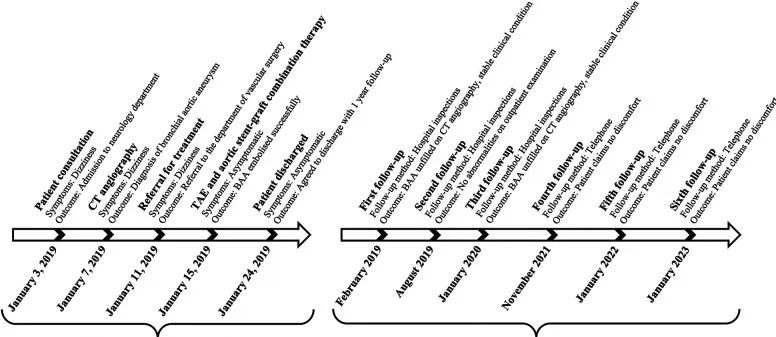 Patient consultation
Symptoms: Dizziness
Outcome: Admission to neurology department
CT angiography
Symptoms: Dizziness
Outcome: Diagnosis of bronchial aortic aneurysm
Referral for treatment
Symptoms: Dizziness
Outcome: Referral to the department of vascular surgery
TAE and aortic stent-graft combination therapy
Symptoms: Asymptomatic
Outcome: BAA embolised successfully
Patient discharged
Symptoms: Asymptomatic
Outcome: Agreed to discharge with 1 year follow-up
First follow-up
Follow-up method: Hospital inspections
Outcome: BAA unfilled on CT angiography, stable clinical condition
Second follow-up
Follow-up method: Hospital inspections
Outcome: No abnormalities on outpatient examination
Third follow-up
Follow-up method: Hospital inspections
Outcome: BAA unfilled on CT angiography, stable clinical condition
Fourth follow-up
Follow-up method: Telephone
Outcome: Patient claims no discomfort
Fifth follow-up
Follow-up method: Telephone
Outcome: Patient claims no discomfort
Sixth follow-up
Follow-up method: Telephone
Outcome: Patient claims no discomfort
January 3, 2019
January 7, 2019
January 11, 2019
January 15, 2019
January 24, 2019
February 2019
August 2019
January 2020
November 2021
January 2022
January 2023